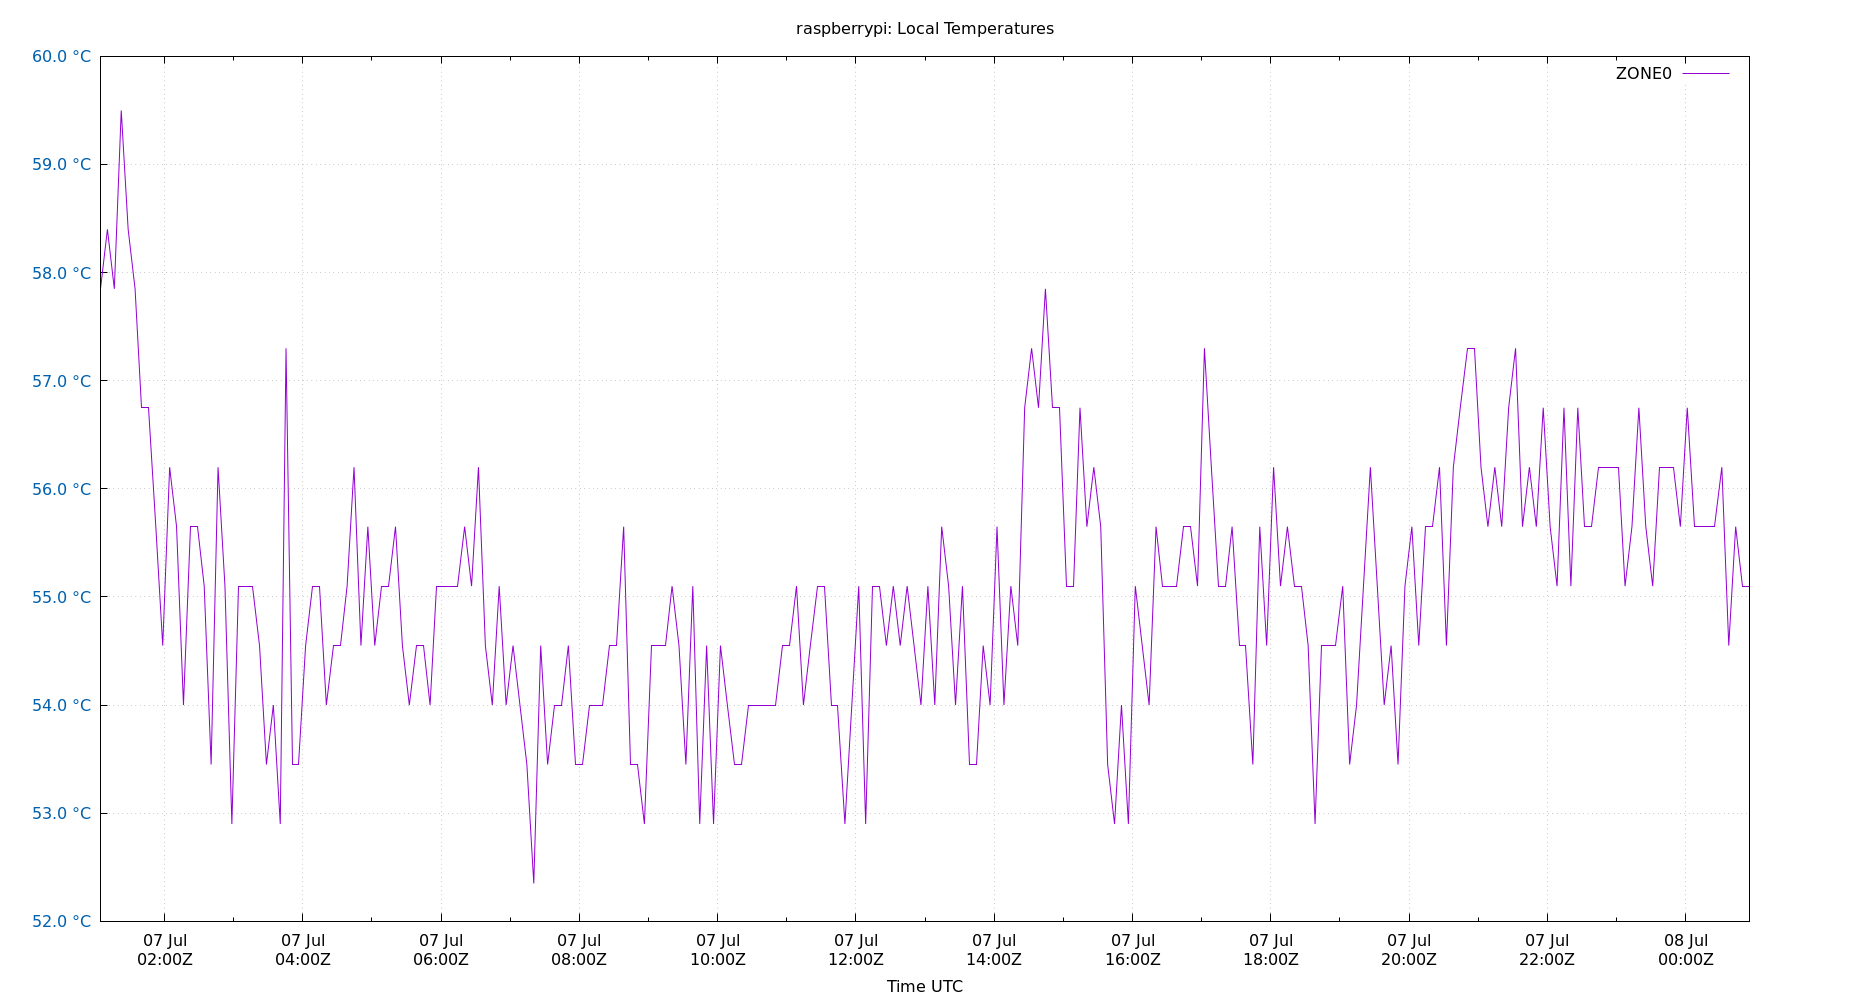 raspberrypi: Local Temperatures
60.0 °C
59.0 °C
58.0 °C
57.0 °C
56.0 °C
55.0 °C
54.0 °C
53.0 °C
52.0 °C
ZONE0
07 Jul
02:00Z
07 Jul
04:00Z
07 Jul
06:00Z
07 Jul
08:00Z
07 Jul
10:00Z
07 Jul
12:00Z
07 Jul
14:00Z
07 Jul
16:00Z
07 Jul
18:00Z
07 Jul
20:00Z
07 Jul
22:00Z
08 Jul
00:00Z
Time UTC